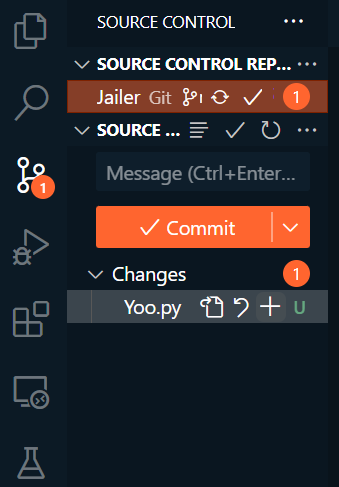 SOURCE CONTROL
SOURCE CONTROL REP...
Jailer Git 1
SOURCE ...
Message (Ctrl+Enter...
1
Commit
Changes 1
Yoo.py U